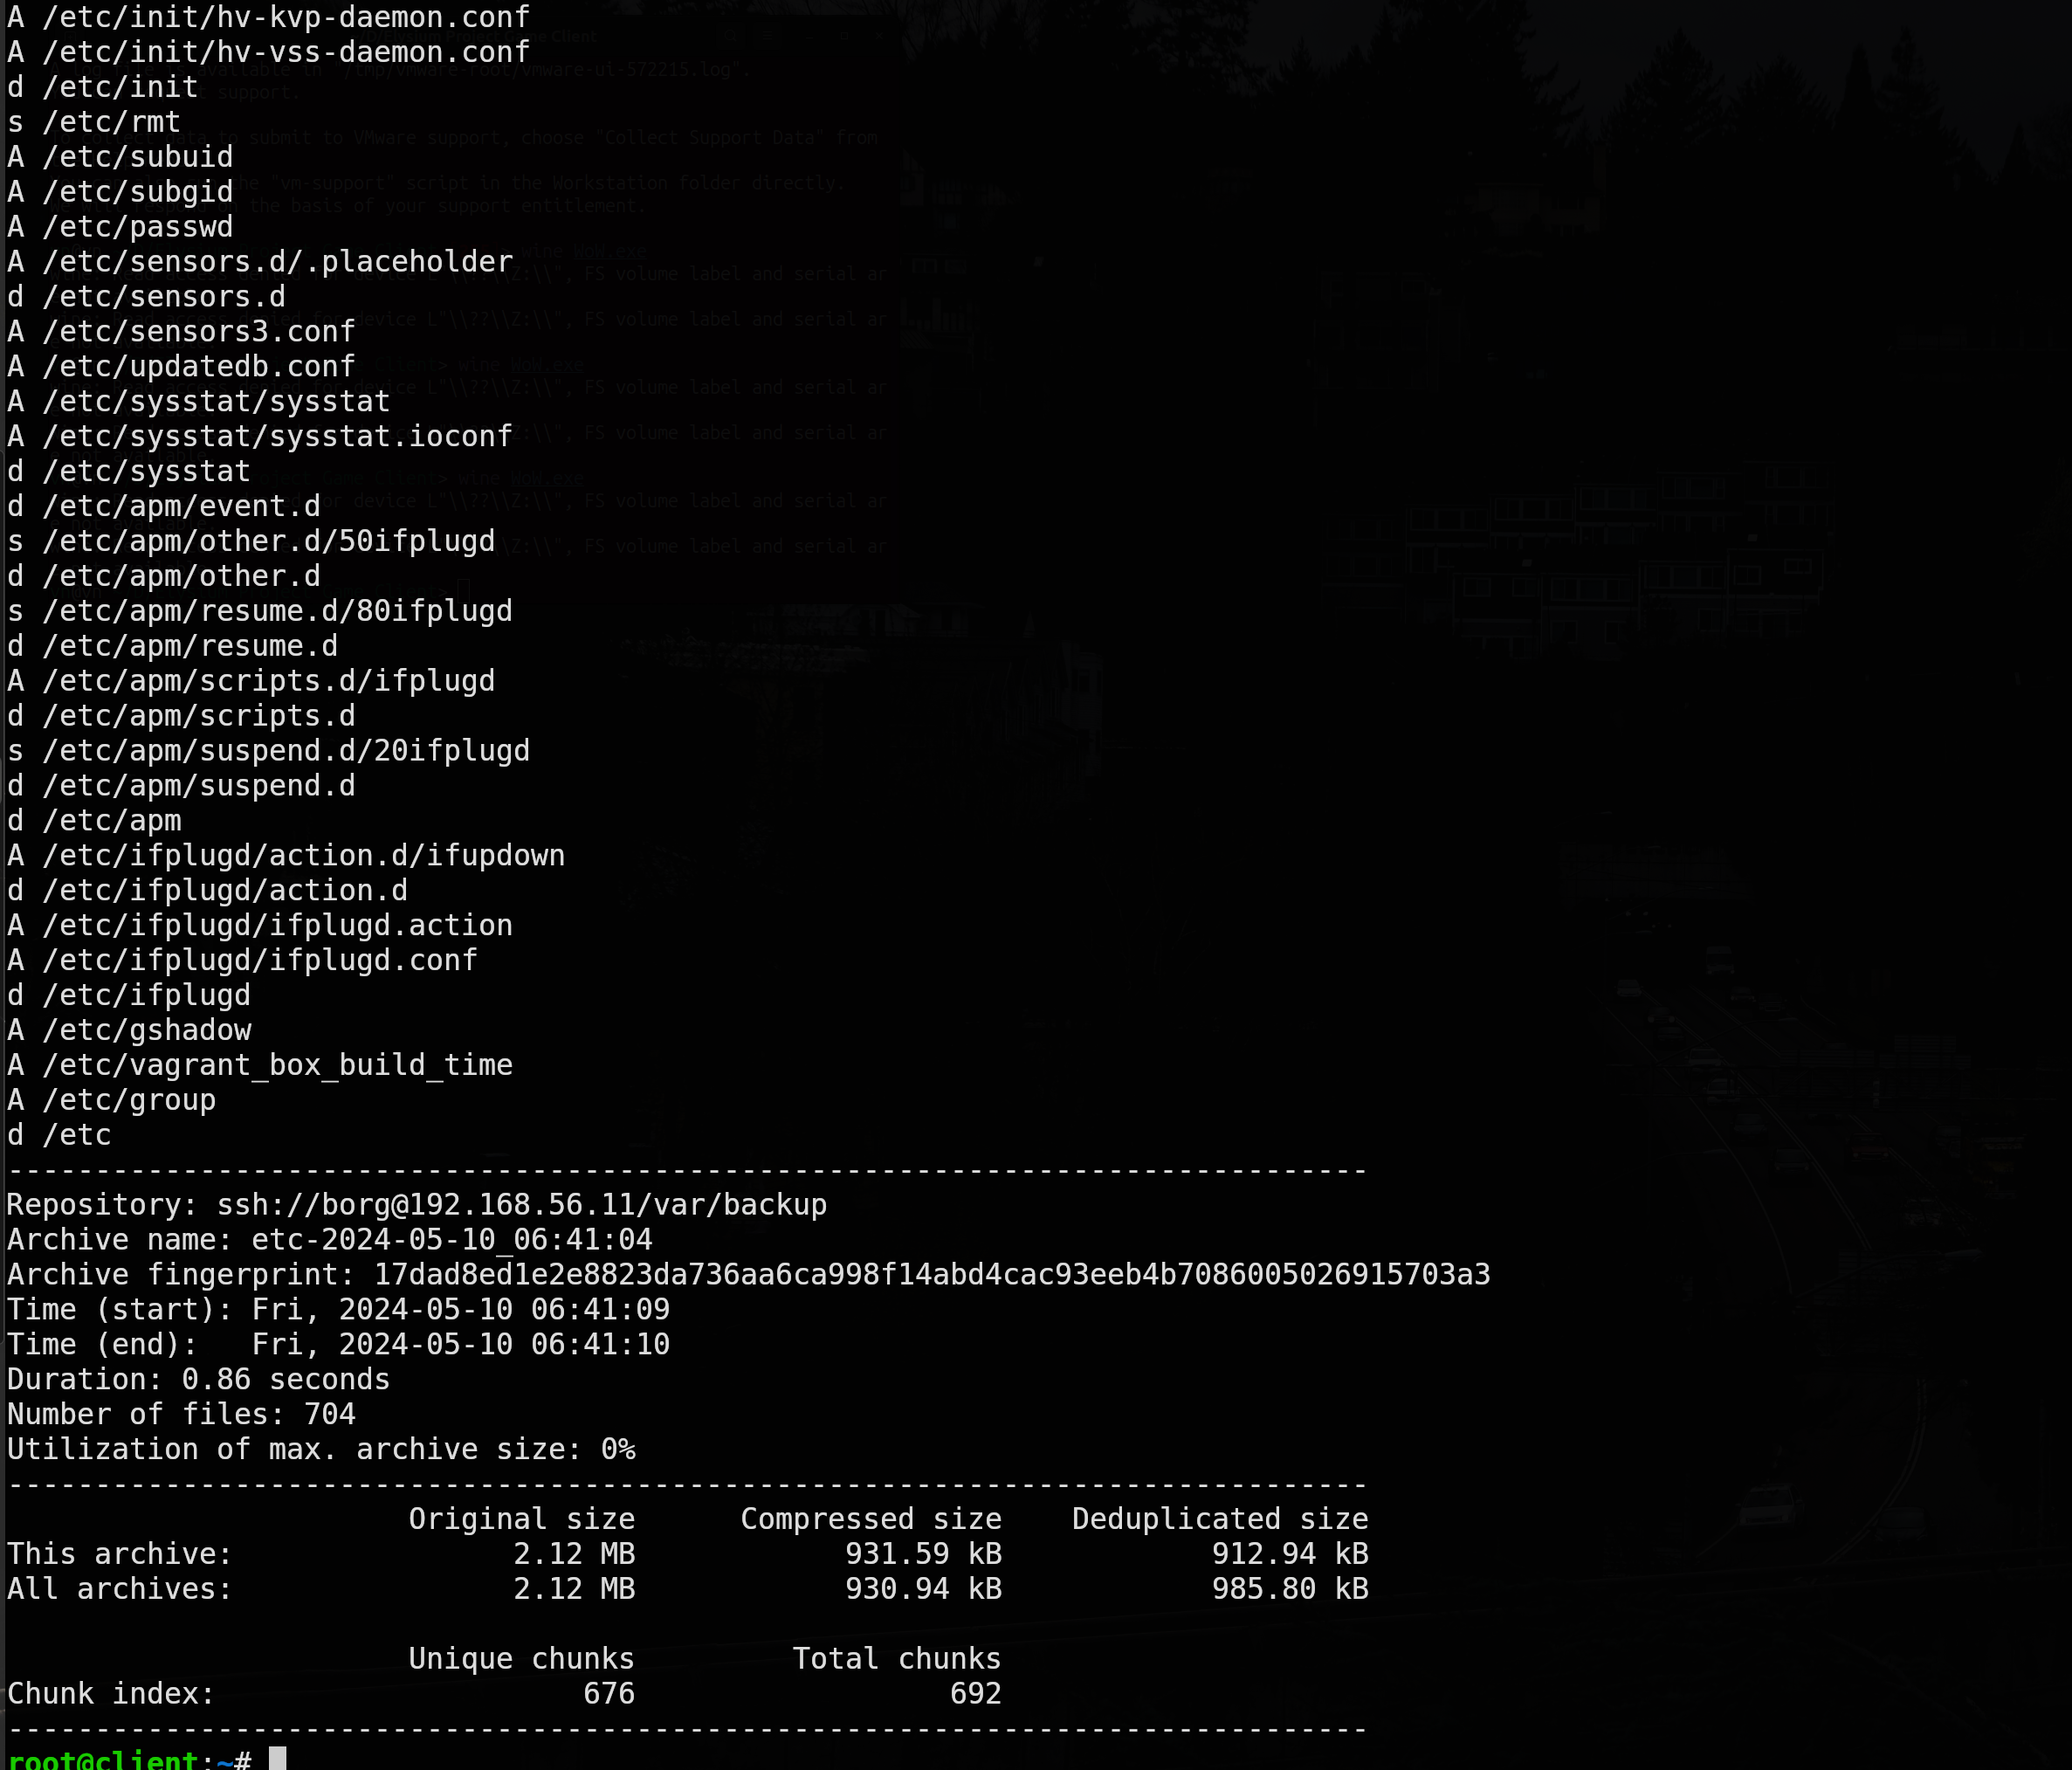 A /etc/init/hv-kvp-daemon.conf
A /etc/init/hv-vss-daemon.conf
d /etc/init
s /etc/rmt
A /etc/subuid
A /etc/subgid
A /etc/passwd
A /etc/sensors.d/.placeholder
d /etc/sensors.d
A /etc/sensors3.conf
A /etc/updatedb.conf
A /etc/sysstat/sysstat
A /etc/sysstat/sysstat.ioconf
d /etc/sysstat
d /etc/apm/event.d
s /etc/apm/other.d/50ifplugd
d /etc/apm/other.d
s /etc/apm/resume.d/80ifplugd
d /etc/apm/resume.d
A /etc/apm/scripts.d/ifplugd
d /etc/apm/scripts.d
s /etc/apm/suspend.d/20ifplugd
d /etc/apm/suspend.d
d /etc/apm
A /etc/ifplugd/action.d/ifupdown
d /etc/ifplugd/action.d
A /etc/ifplugd/ifplugd.action
A /etc/ifplugd/ifplugd.conf
d /etc/ifplugd
A /etc/gshadow
A /etc/vagrant_box_build_time
A /etc/group
d /etc
------------------------------------------------------------------------------
Repository: ssh://borg@192.168.56.11/var/backup
Archive name: etc-2024-05-10_06:41:04
Archive fingerprint: 17dad8ed1e2e8823da736aa6ca998f14abd4cac93eeb4b7086005026915703a3
Time (start): Fri, 2024-05-10 06:41:09
Time (end):   Fri, 2024-05-10 06:41:10
Duration: 0.86 seconds
Number of files: 704
Utilization of max. archive size: 0%
------------------------------------------------------------------------------
                       Original size      Compressed size    Deduplicated size
This archive:                2.12 MB            931.59 kB            912.94 kB
All archives:                2.12 MB            930.94 kB            985.80 kB

                       Unique chunks         Total chunks
Chunk index:                     676                  692
------------------------------------------------------------------------------
root@client:~#